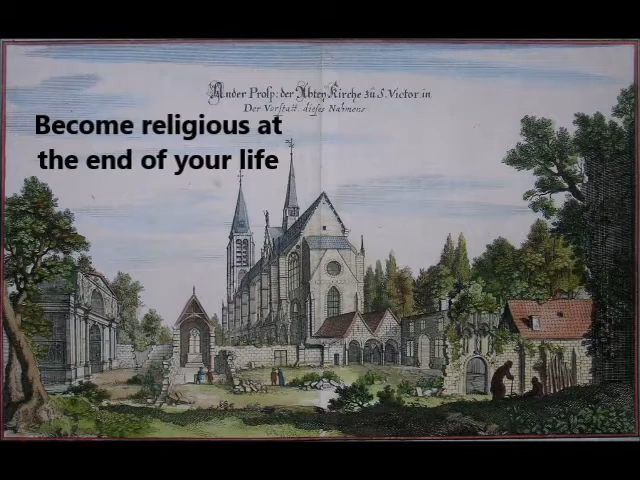 Ander Prosp: der Abtey Kirche zu S. Victor in
Der Vorstatt dises Nahmens
Become religious at
the end of your life